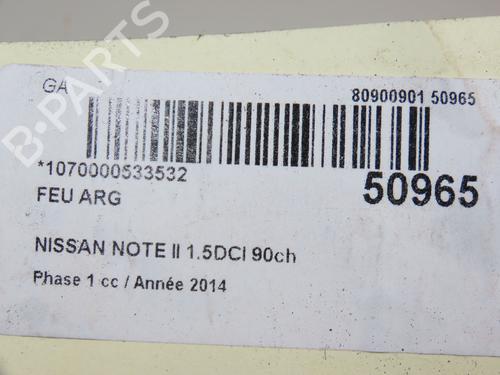 GA
80900901 50965
*1070000533532
50965
FEU ARG
NISSAN NOTE II 1.5DCI 90ch
Phase 1 cc / Année 2014
B-PARTS